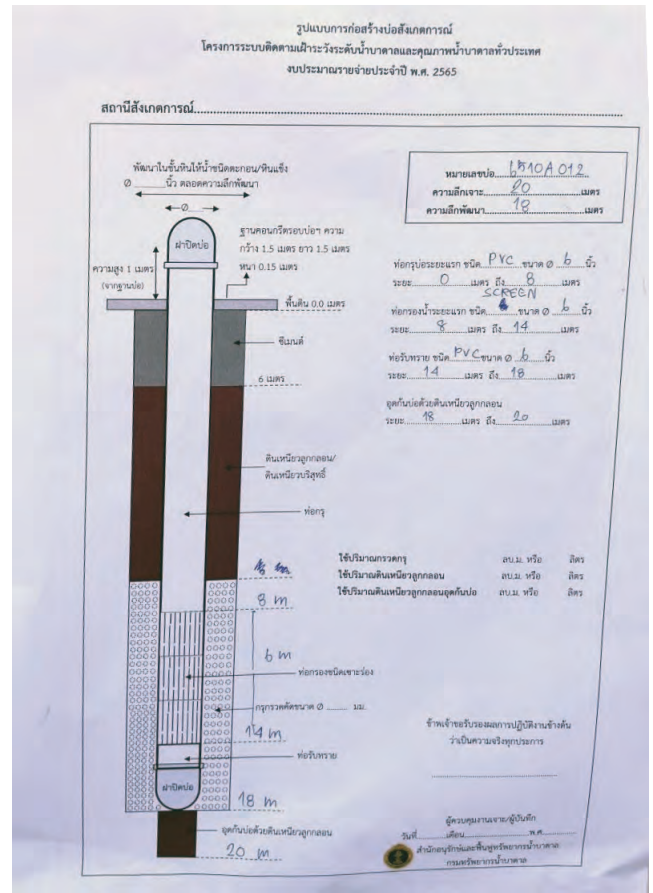 รูปแบบการก่อสร้างบ่อสังเกตการณ์
โครงการระบบติดตามเฝ้าระวังระดับน้ำบาดาลและคุณภาพน้ำบาดาลทั่วประเทศ
งบประมาณรายจ่ายประจำปี พ.ศ. 2565
สถานีสังเกตการณ์
พัฒนาในชั้นหินให้น้ำชนิดตะกอน/หินแข็ง
Ø ______นิ้ว ตลอดความลึกพัฒนา
Ø
ฝาปิดบ่อ
ความสูง 1 เมตร
(จากฐานบ่อ)
ฐานคอนกรีตรอบบ่อฯ ความ
กว้าง 1.5 เมตร ยาว 1.5 เมตร
หนา 0.15 เมตร
พื้นดิน 0.0 เมตร
ซีเมนต์
6 เมตร
ดินเหนียวลูกกลอน/
ดินเหนียวบริสุทธิ์
ท่อกรุ
8 m
6 m
ท่อกรองชนิดเซาะร่อง
กรุกรวดคัดขนาด Ø ______ มม.
14 m
ท่อรับทราย
ฝาปิดบ่อ
18 m
อุดก้นบ่อด้วยดินเหนียวลูกกลอน
20 m
หมายเลขบ่อ 6510A012
ความลึกเจาะ 20 เมตร
ความลึกพัฒนา 18 เมตร
ท่อกรุบ่อระยะแรก ชนิด PVC ขนาด Ø 6 นิ้ว
ระยะ 0 เมตร ถึง 8 เมตร
SCREEN
ท่อกรองน้ำระยะแรก ชนิด ขนาด Ø 6 นิ้ว
ระยะ 8 เมตร ถึง 14 เมตร
ท่อรับทราย ชนิด PVC ขนาด Ø 6 นิ้ว
ระยะ 14 เมตร ถึง 18 เมตร
อุดก้นบ่อด้วยดินเหนียวลูกกลอน
ระยะ 18 เมตร ถึง 20 เมตร
ใช้ปริมาณกรวดกรุ ลบ.ม. หรือ ลิตร
ใช้ปริมาณดินเหนียวลูกกลอน ลบ.ม. หรือ ลิตร
ใช้ปริมาณดินเหนียวลูกกลอนอุดก้นบ่อ ลบ.ม. หรือ ลิตร
ข้าพเจ้าขอรับรองผลการปฏิบัติงานข้างต้น
ว่าเป็นความจริงทุกประการ
ผู้ควบคุมงานเจาะ/ผู้บันทึก
วันที่ เดือน พ.ศ.
สำนักอนุรักษ์และฟื้นฟูทรัพยากรน้ำบาดาล
กรมทรัพยากรน้ำบาดาล